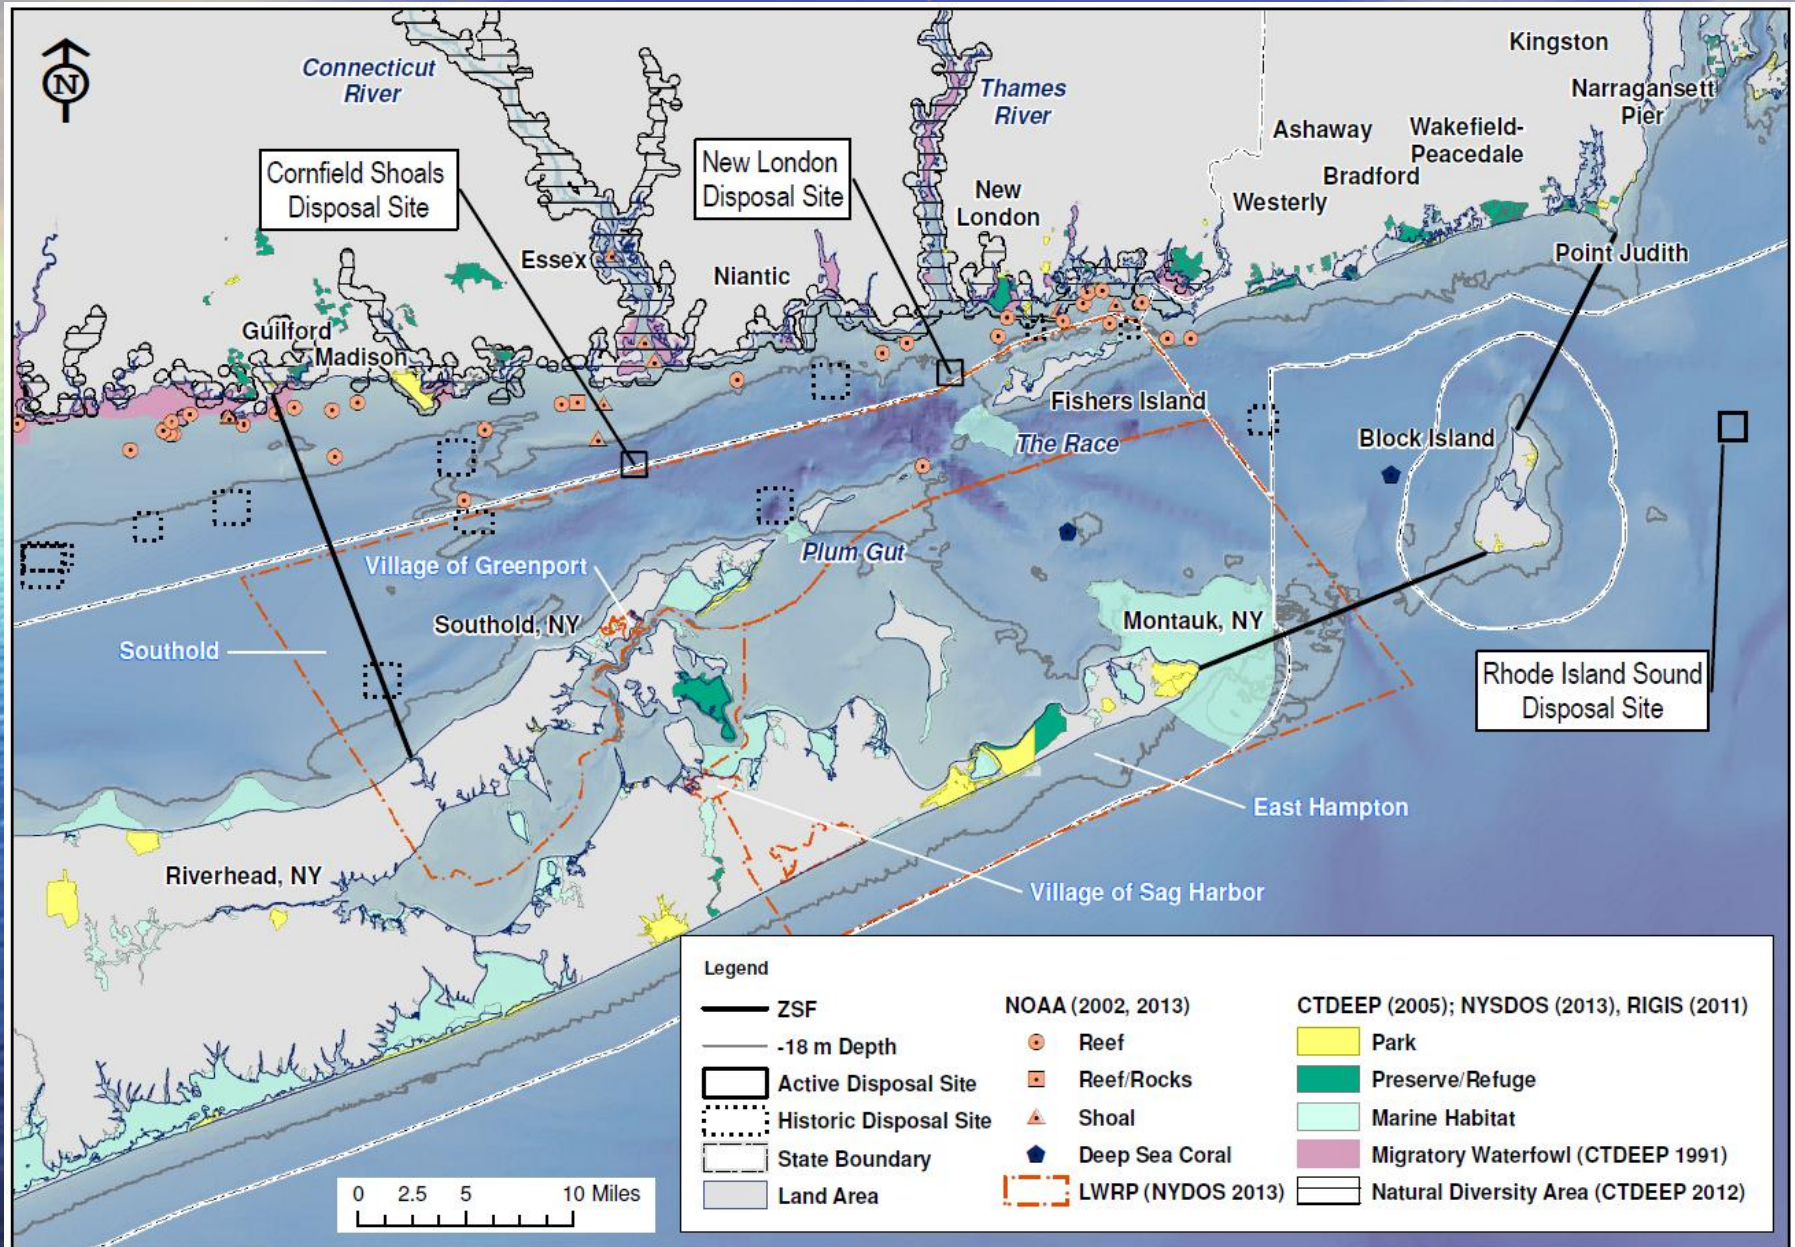 N
Connecticut
River
Thames
River
Kingston
Narragansett
Pier
Ashaway
Wakefield-
Peacedale
Bradford
Westerly
Cornfield Shoals
Disposal Site
New London
Disposal Site
New
London
Essex
Niantic
Point Judith
Guilford
Madison
Fishers Island
The Race
Block Island
Plum Gut
Village of Greenport
Southold, NY
Southold
Montauk, NY
Rhode Island Sound
Disposal Site
East Hampton
Riverhead, NY
Village of Sag Harbor
0 2.5 5 10 Miles
Legend
ZSF
-18 m Depth
Active Disposal Site
Historic Disposal Site
State Boundary
Land Area
NOAA (2002, 2013)
Reef
Reef/Rocks
Shoal
Deep Sea Coral
LWRP (NYDOS 2013)
CTDEEP (2005); NYSDOS (2013), RIGIS (2011)
Park
Preserve/Refuge
Marine Habitat
Migratory Waterfowl (CTDEEP 1991)
Natural Diversity Area (CTDEEP 2012)